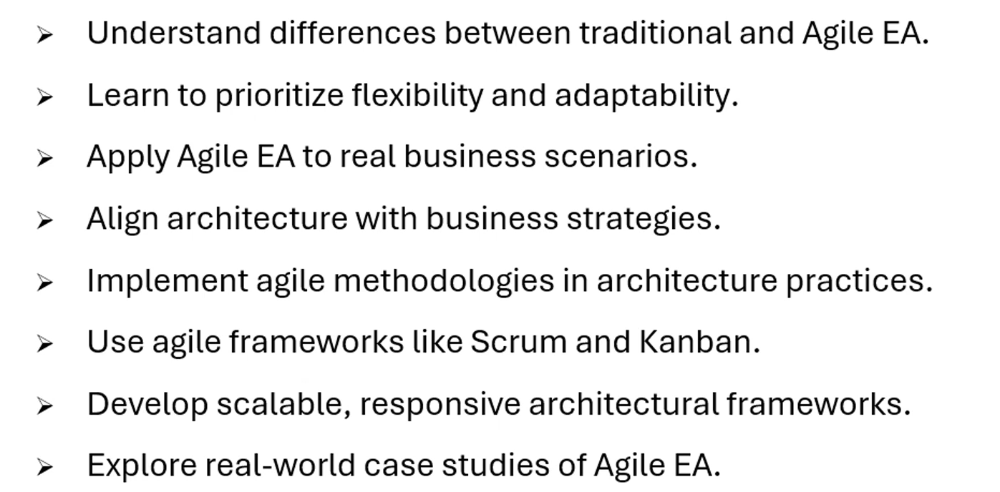 ➢ Understand differences between traditional and Agile EA.
➢ Learn to prioritize flexibility and adaptability.
➢ Apply Agile EA to real business scenarios.
➢ Align architecture with business strategies.
➢ Implement agile methodologies in architecture practices.
➢ Use agile frameworks like Scrum and Kanban.
➢ Develop scalable, responsive architectural frameworks.
➢ Explore real-world case studies of Agile EA.